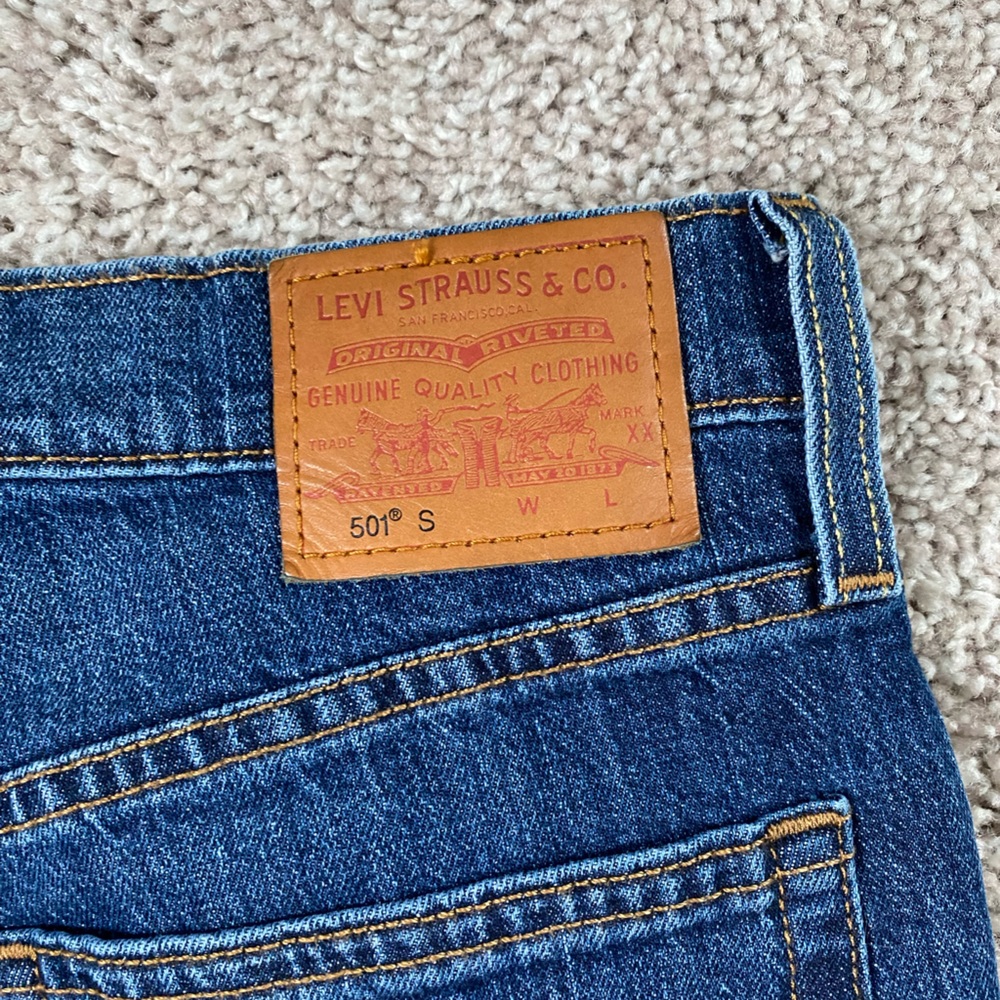 LEVI STRAUSS & CO.
SAN FRANCISCO, CAL.
ORIGINAL RIVETED
GENUINE QUALITY CLOTHING
TRADE MARK
XX
PATENTED MAY 20 1873
501® S W L